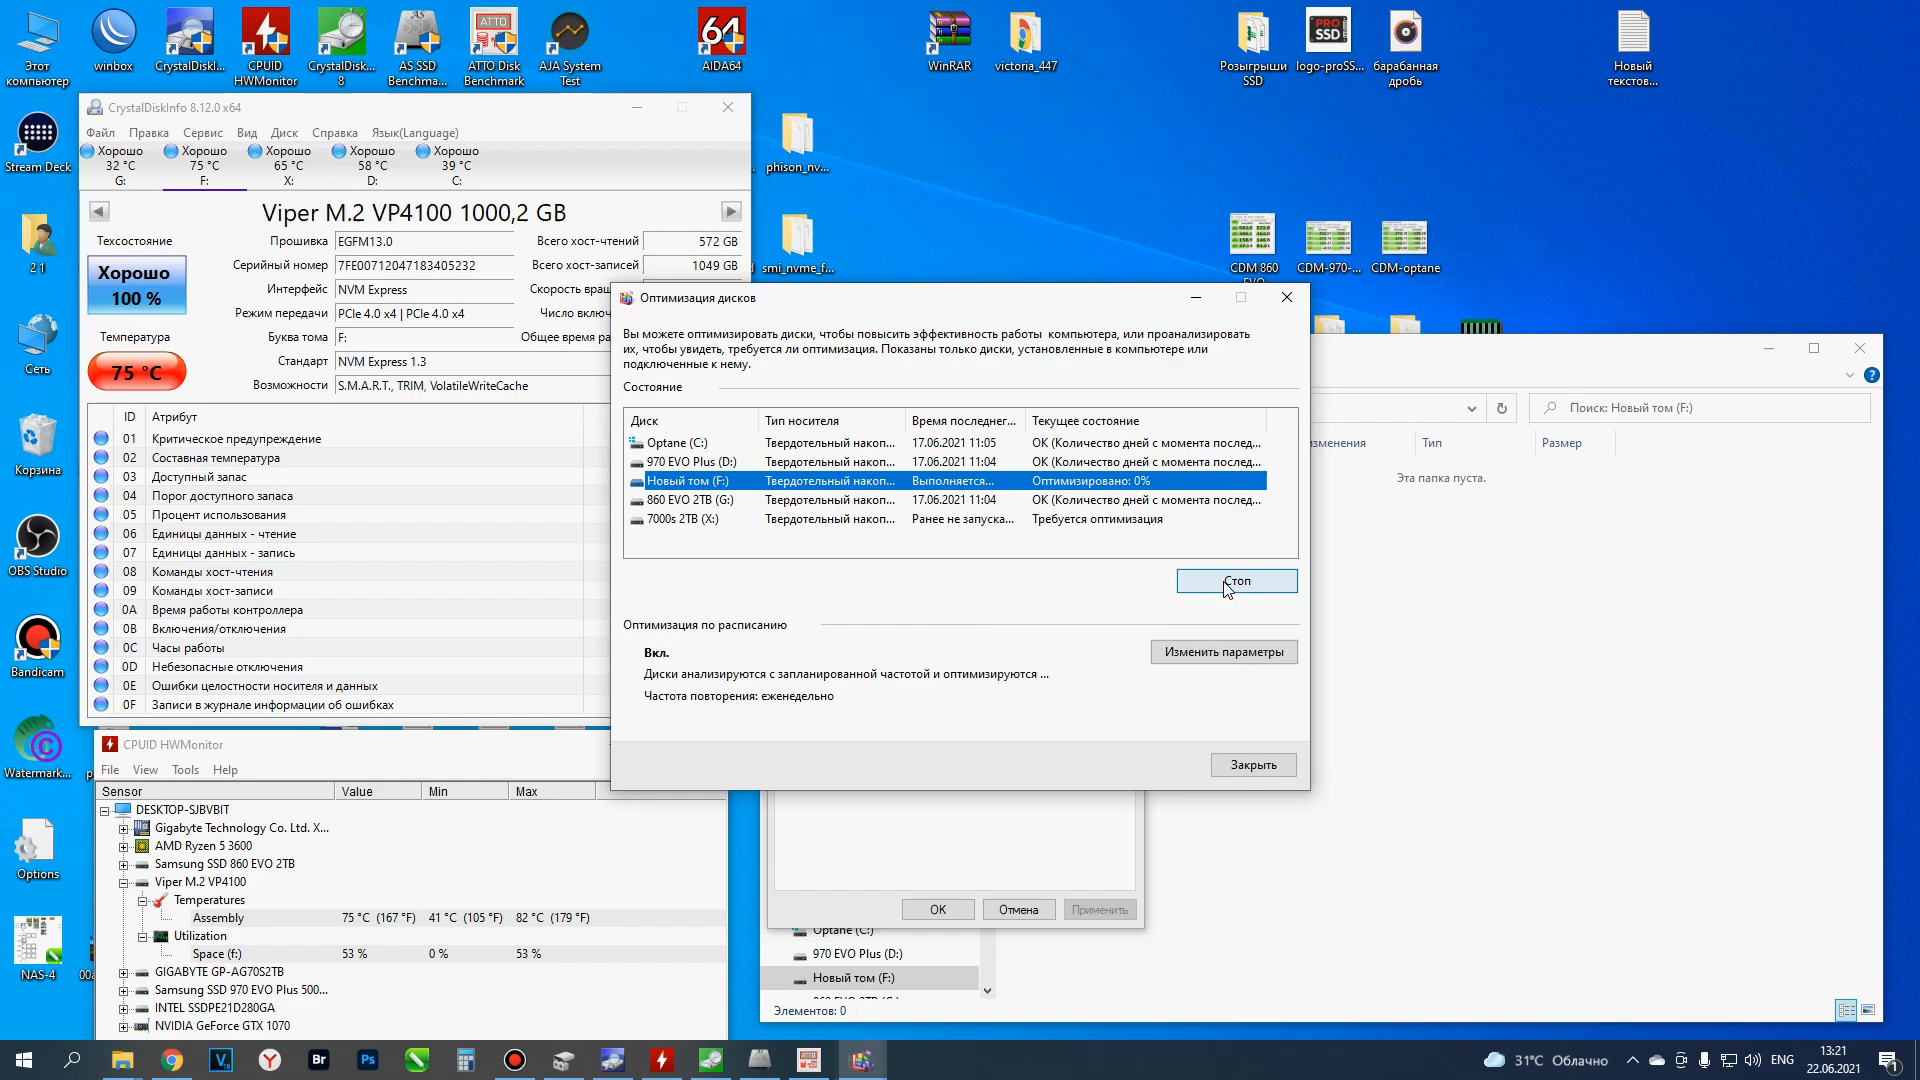 Этот
компьютер
winbox
CrystalDiskI...
CPUID
HWMonitor
CrystalDisk...
8
AS SSD
Benchma...
ATTO Disk
Benchmark
AJA System
Test
AIDA64
WinRAR
victoria_447
Розыгрыши
SSD
logo-proSS...
барабанная
дробь
Новый
текстов...
Stream Deck
2 1
Сеть
Корзина
OBS Studio
Bandicam
Watermark...
Options
NAS-4
phison_nv...
smi_nvme_f...
CDM 860
CDM-970-...
CDM-optane
CrystalDiskInfo 8.12.0 x64
Файл Правка Сервис Вид Диск Справка Язык(Language)
Хорошо Хорошо Хорошо Хорошо Хорошо
32 °C 75 °C 65 °C 58 °C 39 °C
G: F: X: D: C:
Viper M.2 VP4100 1000,2 GB
Техсостояние
Хорошо
100 %
Температура
75 °C
Прошивка EGFM13.0
Серийный номер 7FE00712047183405232
Интерфейс NVM Express
Режим передачи PCIe 4.0 x4 | PCIe 4.0 x4
Буква тома F:
Стандарт NVM Express 1.3
Возможности S.M.A.R.T., TRIM, VolatileWriteCache
Всего хост-чтений 572 GB
Всего хост-записей 1049 GB
Скорость вращ
Число включ
Общее время ра
ID Атрибут
01 Критическое предупреждение
02 Составная температура
03 Доступный запас
04 Порог доступного запаса
05 Процент использования
06 Единицы данных - чтение
07 Единицы данных - запись
08 Команды хост-чтения
09 Команды хост-записи
0A Время работы контроллера
0B Включения/отключения
0C Часы работы
0D Небезопасные отключения
0E Ошибки целостности носителя и данных
0F Записи в журнале информации об ошибках
Оптимизация дисков
Вы можете оптимизировать диски, чтобы повысить эффективность работы компьютера, или проанализировать
их, чтобы увидеть, требуется ли оптимизация. Показаны только диски, установленные в компьютере или
подключенные к нему.
Состояние
Диск Тип носителя Время последнег... Текущее состояние
Optane (C:) Твердотельный накоп... 17.06.2021 11:05 ОК (Количество дней с момента послед...
970 EVO Plus (D:) Твердотельный накоп... 17.06.2021 11:04 ОК (Количество дней с момента послед...
Новый том (F:) Твердотельный накоп... Выполняется... Оптимизировано: 0%
860 EVO 2TB (G:) Твердотельный накоп... 17.06.2021 11:04 ОК (Количество дней с момента послед...
7000s 2TB (X:) Твердотельный накоп... Ранее не запуска... Требуется оптимизация
Стоп
Оптимизация по расписанию
Вкл.
Изменить параметры
Диски анализируются с запланированной частотой и оптимизируются ...
Частота повторения: еженедельно
Закрыть
Поиск: Новый том (F:)
изменения Тип Размер
Эта папка пуста.
OK Отмена Применить
Optane (C:)
970 EVO Plus (D:)
Новый том (F:)
Элементов: 0
CPUID HWMonitor
File View Tools Help
Sensor Value Min Max
DESKTOP-SJBVBIT
Gigabyte Technology Co. Ltd. X...
AMD Ryzen 5 3600
Samsung SSD 860 EVO 2TB
Viper M.2 VP4100
Temperatures
Assembly 75 °C (167 °F) 41 °C (105 °F) 82 °C (179 °F)
Utilization
Space (f:) 53 % 0 % 53 %
GIGABYTE GP-AG70S2TB
Samsung SSD 970 EVO Plus 500...
INTEL SSDPE21D280GA
NVIDIA GeForce GTX 1070
31°C Облачно
ENG
13:21
22.06.2021